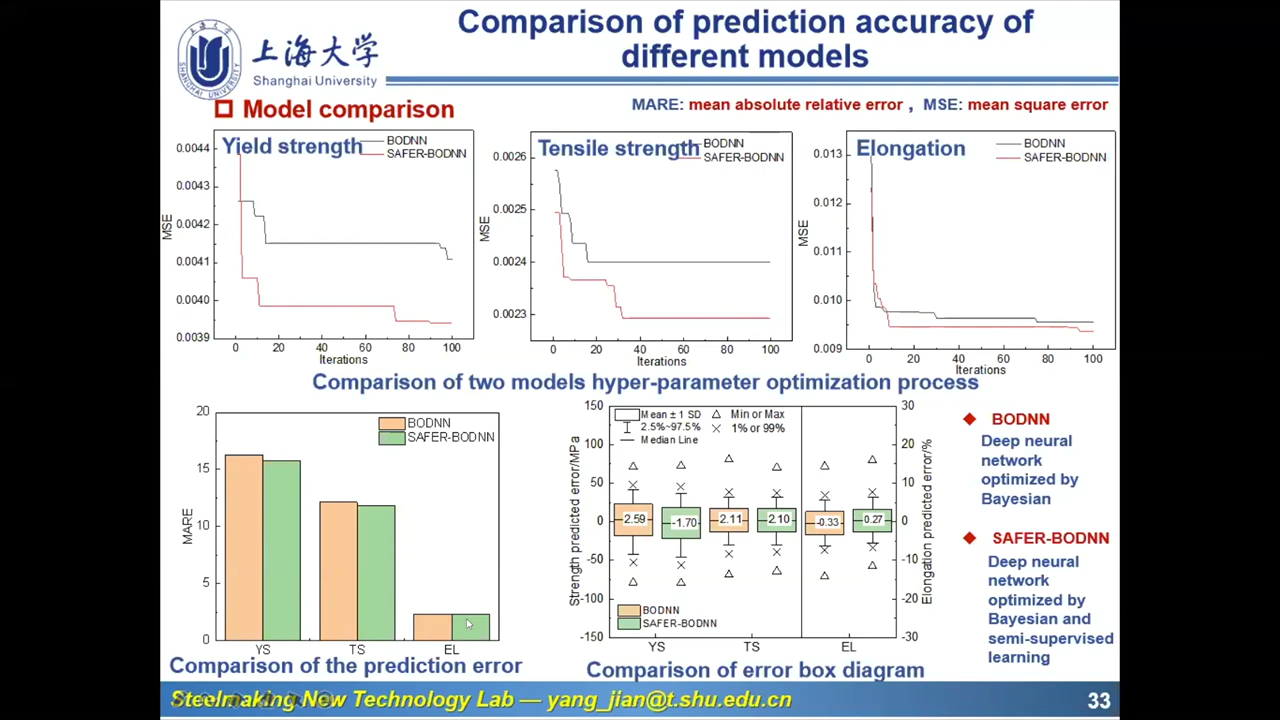 Comparison of prediction accuracy of
different models
上海大学
Shanghai University
SHANGHAI UNIVERSITY
Model comparison
MARE: mean absolute relative error , MSE: mean square error
Yield strength
BODNN
SAFER-BODNN
0.0044
0.0043
0.0042
0.0041
0.0040
0.0039
MSE
0 20 40 60 80 100
Iterations
Tensile strength
BODNN
SAFER-BODNN
0.0026
0.0025
0.0024
0.0023
MSE
0 20 40 60 80 100
Iterations
Elongation
BODNN
SAFER-BODNN
0.013
0.012
0.011
0.010
0.009
MSE
0 20 40 60 80 100
Iterations
Comparison of two models hyper-parameter optimization process
20
15
10
5
0
MARE
BODNN
SAFER-BODNN
YS TS EL
Comparison of the prediction error
150
100
50
0
-50
-100
-150
Strength predicted error/MPa
Mean ± 1 SD
2.5%~97.5%
Median Line
Min or Max
1% or 99%
2.59 -1.70 2.11 2.10 -0.33 0.27
BODNN
SAFER-BODNN
YS TS EL
30
20
10
0
-10
-20
-30
Elongation predicted error/%
Comparison of error box diagram
BODNN
Deep neural
network
optimized by
Bayesian
SAFER-BODNN
Deep neural
network
optimized by
Bayesian and
semi-supervised
learning
Steelmaking New Technology Lab — yang_jian@t.shu.edu.cn
33